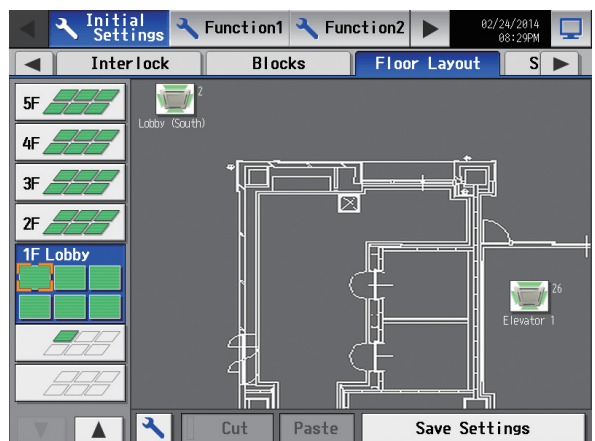 Initial
Settings
Function1
Function2
02/24/2014
08:29PM
Interlock
Blocks
Floor Layout
S
5F
4F
3F
2F
1F Lobby
2
Lobby (South)
26
Elevator 1
Cut
Paste
Save Settings